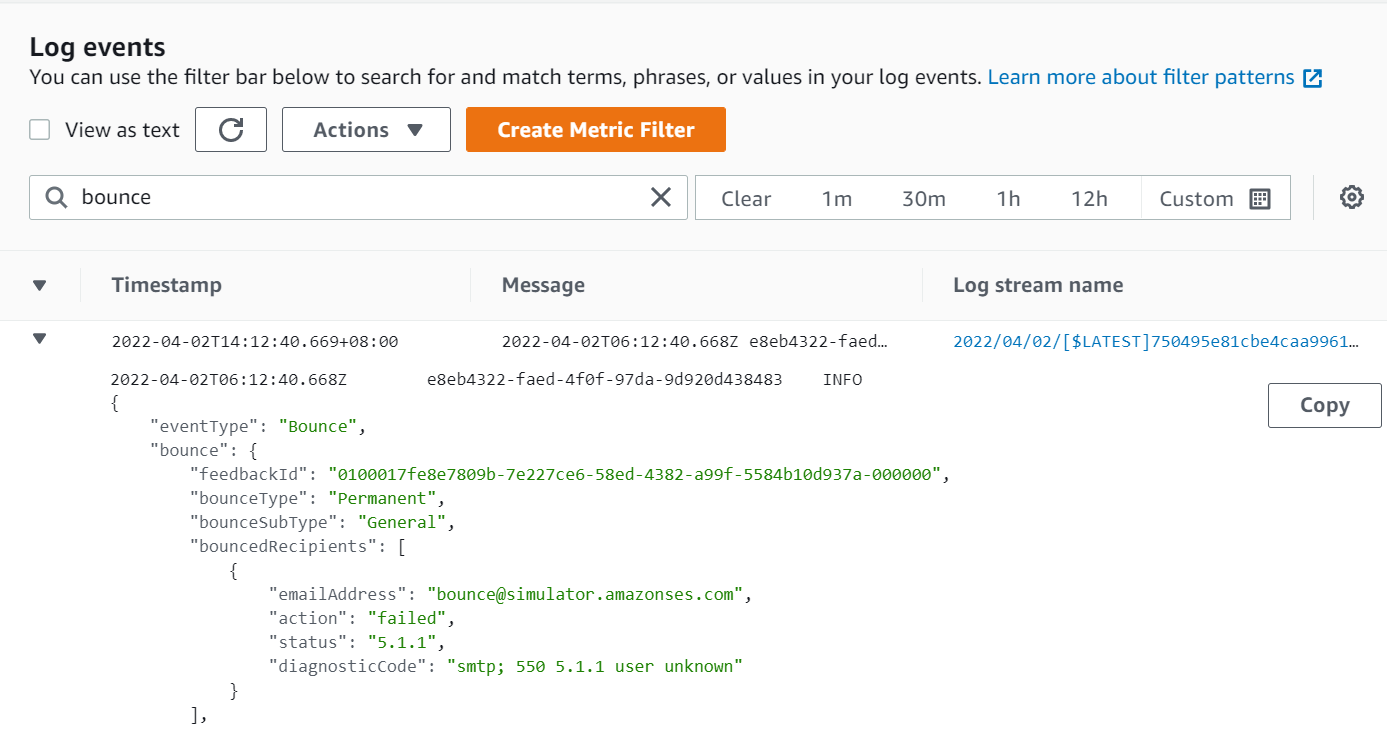 Log events
You can use the filter bar below to search for and match terms, phrases, or values in your log events. Learn more about filter patterns
View as text Actions Create Metric Filter
bounce Clear 1m 30m 1h 12h Custom
Timestamp Message Log stream name
2022-04-02T14:12:40.669+08:00 2022-04-02T06:12:40.668Z e8eb4322-faed… 2022/04/02/[$LATEST]750495e81cbe4caa9961…
2022-04-02T06:12:40.668Z e8eb4322-faed-4f0f-97da-9d920d438483 INFO
{
Copy
"eventType": "Bounce",
"bounce": {
"feedbackId": "0100017fe8e7809b-7e227ce6-58ed-4382-a99f-5584b10d937a-000000",
"bounceType": "Permanent",
"bounceSubType": "General",
"bouncedRecipients": [
{
"emailAddress": "bounce@simulator.amazonses.com",
"action": "failed",
"status": "5.1.1",
"diagnosticCode": "smtp; 550 5.1.1 user unknown"
}
],